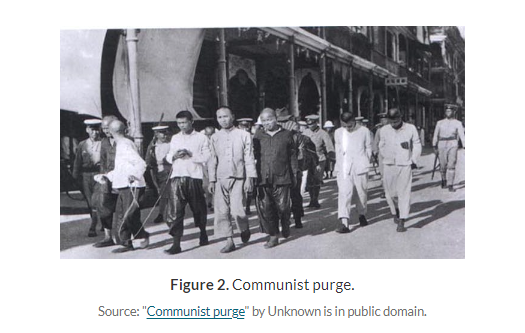 Figure 2. Communist purge.
Source: "Communist purge" by Unknown is in public domain.